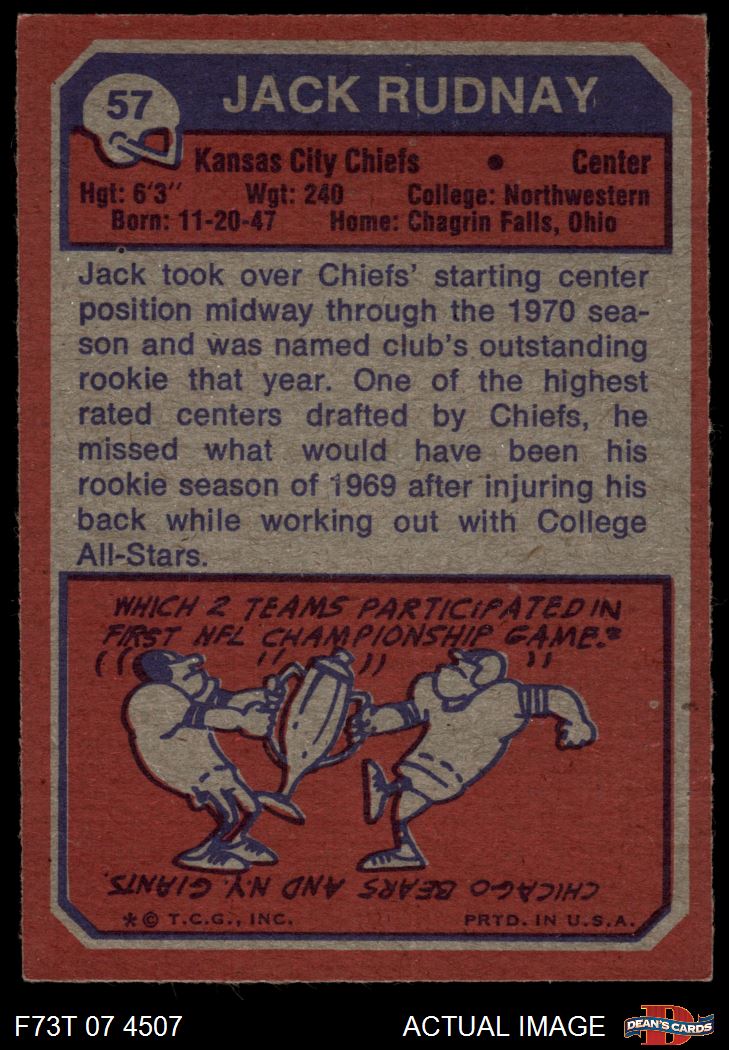 57
JACK RUDNAY
Kansas City Chiefs • Center
Hgt: 6'3" Wgt: 240 College: Northwestern
Born: 11-20-47 Home: Chagrin Falls, Ohio
Jack took over Chiefs' starting center
position midway through the 1970 sea-
son and was named club's outstanding
rookie that year. One of the highest
rated centers drafted by Chiefs, he
missed what would have been his
rookie season of 1969 after injuring his
back while working out with College
All-Stars.
WHICH 2 TEAMS PARTICIPATED IN
FIRST NFL CHAMPIONSHIP GAME?
CHICAGO BEARS AND N.Y. GIANTS.
* © T.C.G., INC. PRTD. IN U.S.A.
F73T 07 4507 ACTUAL IMAGE D DEAN'S CARDS